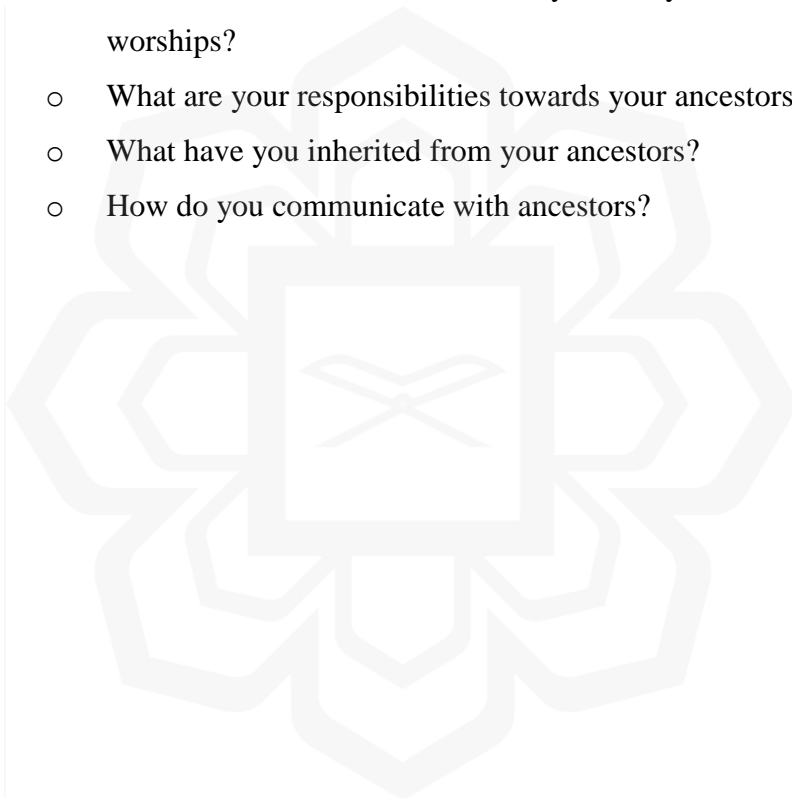 worships?
o What are your responsibilities towards your ancestors
o What have you inherited from your ancestors?
o How do you communicate with ancestors?